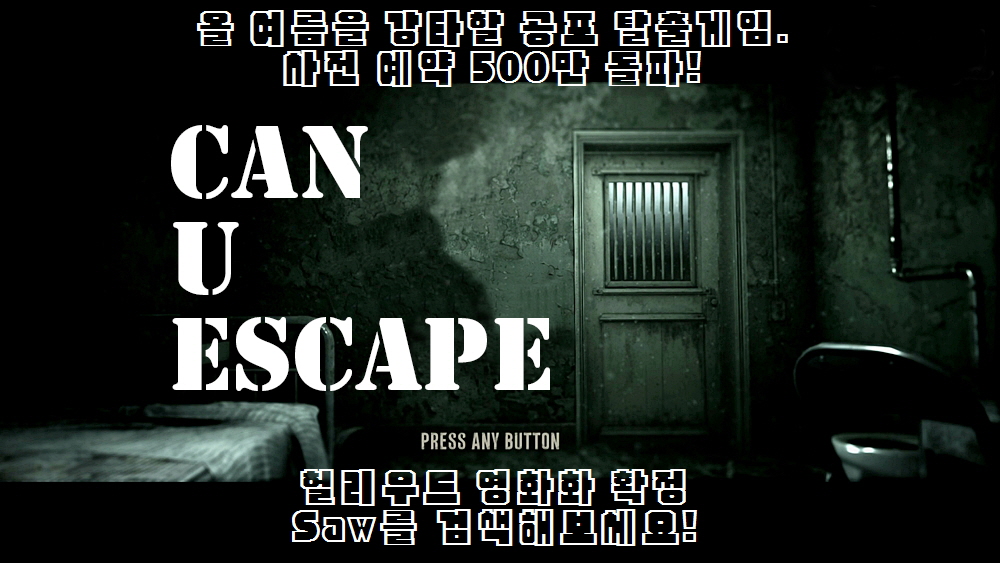 올 여름을 강타할 공포 탈출게임.
사전 예약 500만 돌파!
CAN
U
ESCAPE
PRESS ANY BUTTON
헐리우드 영화화 확정
Saw를 검색해보세요!